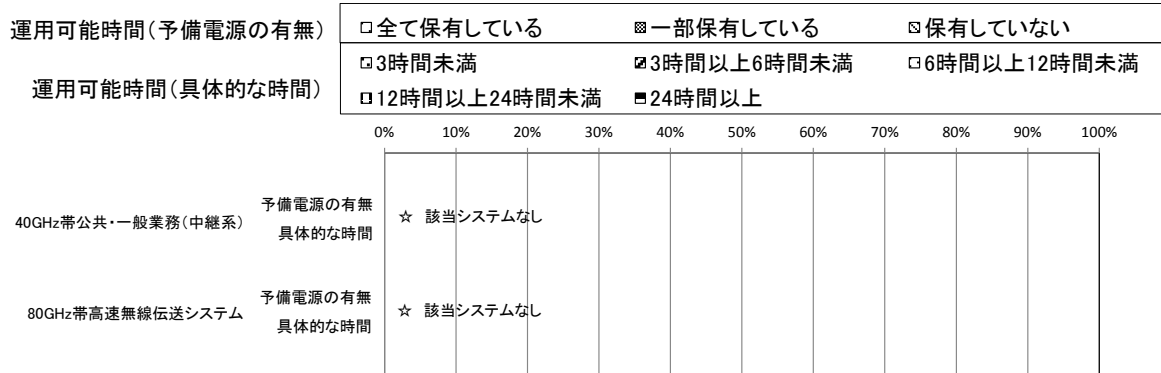 運用可能時間(予備電源の有無) 全て保有している 一部保有している 保有していない
運用可能時間(具体的な時間) 3時間未満 3時間以上6時間未満 6時間以上12時間未満
12時間以上24時間未満 24時間以上
0% 10% 20% 30% 40% 50% 60% 70% 80% 90% 100%
40GHz帯公共・一般業務(中継系)
予備電源の有無
具体的な時間
☆ 該当システムなし
80GHz帯高速無線伝送システム
予備電源の有無
具体的な時間
☆ 該当システムなし